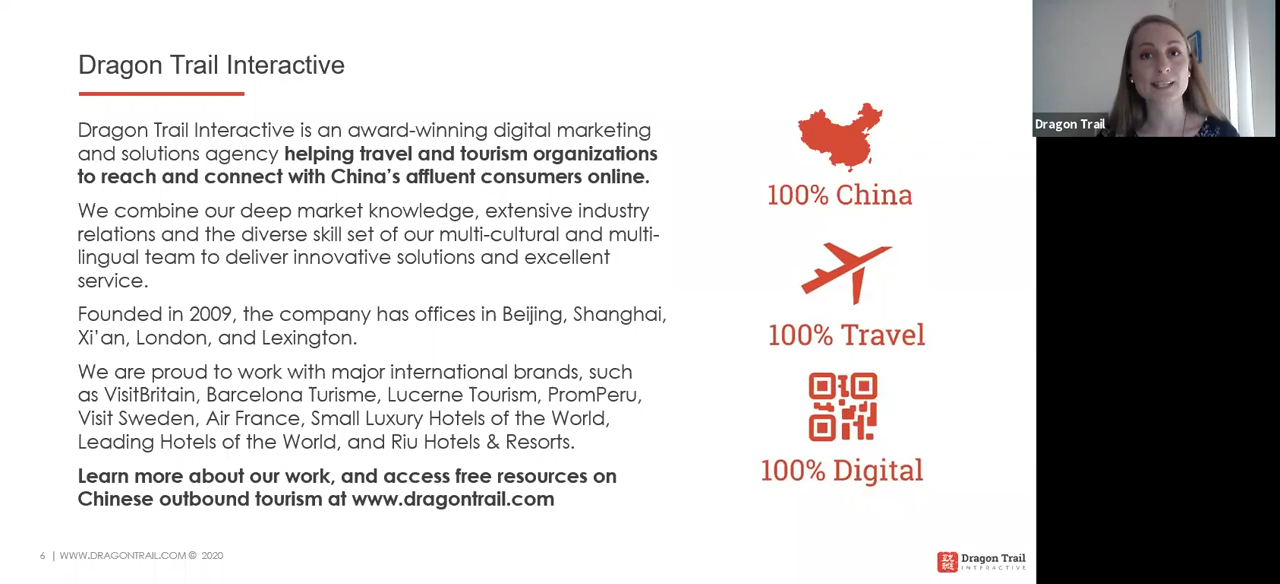 Dragon Trail Interactive
Dragon Trail Interactive is an award-winning digital marketing
and solutions agency helping travel and tourism organizations
to reach and connect with China's affluent consumers online.
We combine our deep market knowledge, extensive industry
relations and the diverse skill set of our multi-cultural and multi-
lingual team to deliver innovative solutions and excellent
service.
Founded in 2009, the company has offices in Beijing, Shanghai,
Xi'an, London, and Lexington.
We are proud to work with major international brands, such
as VisitBritain, Barcelona Turisme, Lucerne Tourism, PromPeru,
Visit Sweden, Air France, Small Luxury Hotels of the World,
Leading Hotels of the World, and Riu Hotels & Resorts.
Learn more about our work, and access free resources on
Chinese outbound tourism at www.dragontrail.com
100% China
100% Travel
100% Digital
Dragon Trail
6 | WWW.DRAGONTRAIL.COM © 2020
Dragon Trail
INTERACTIVE